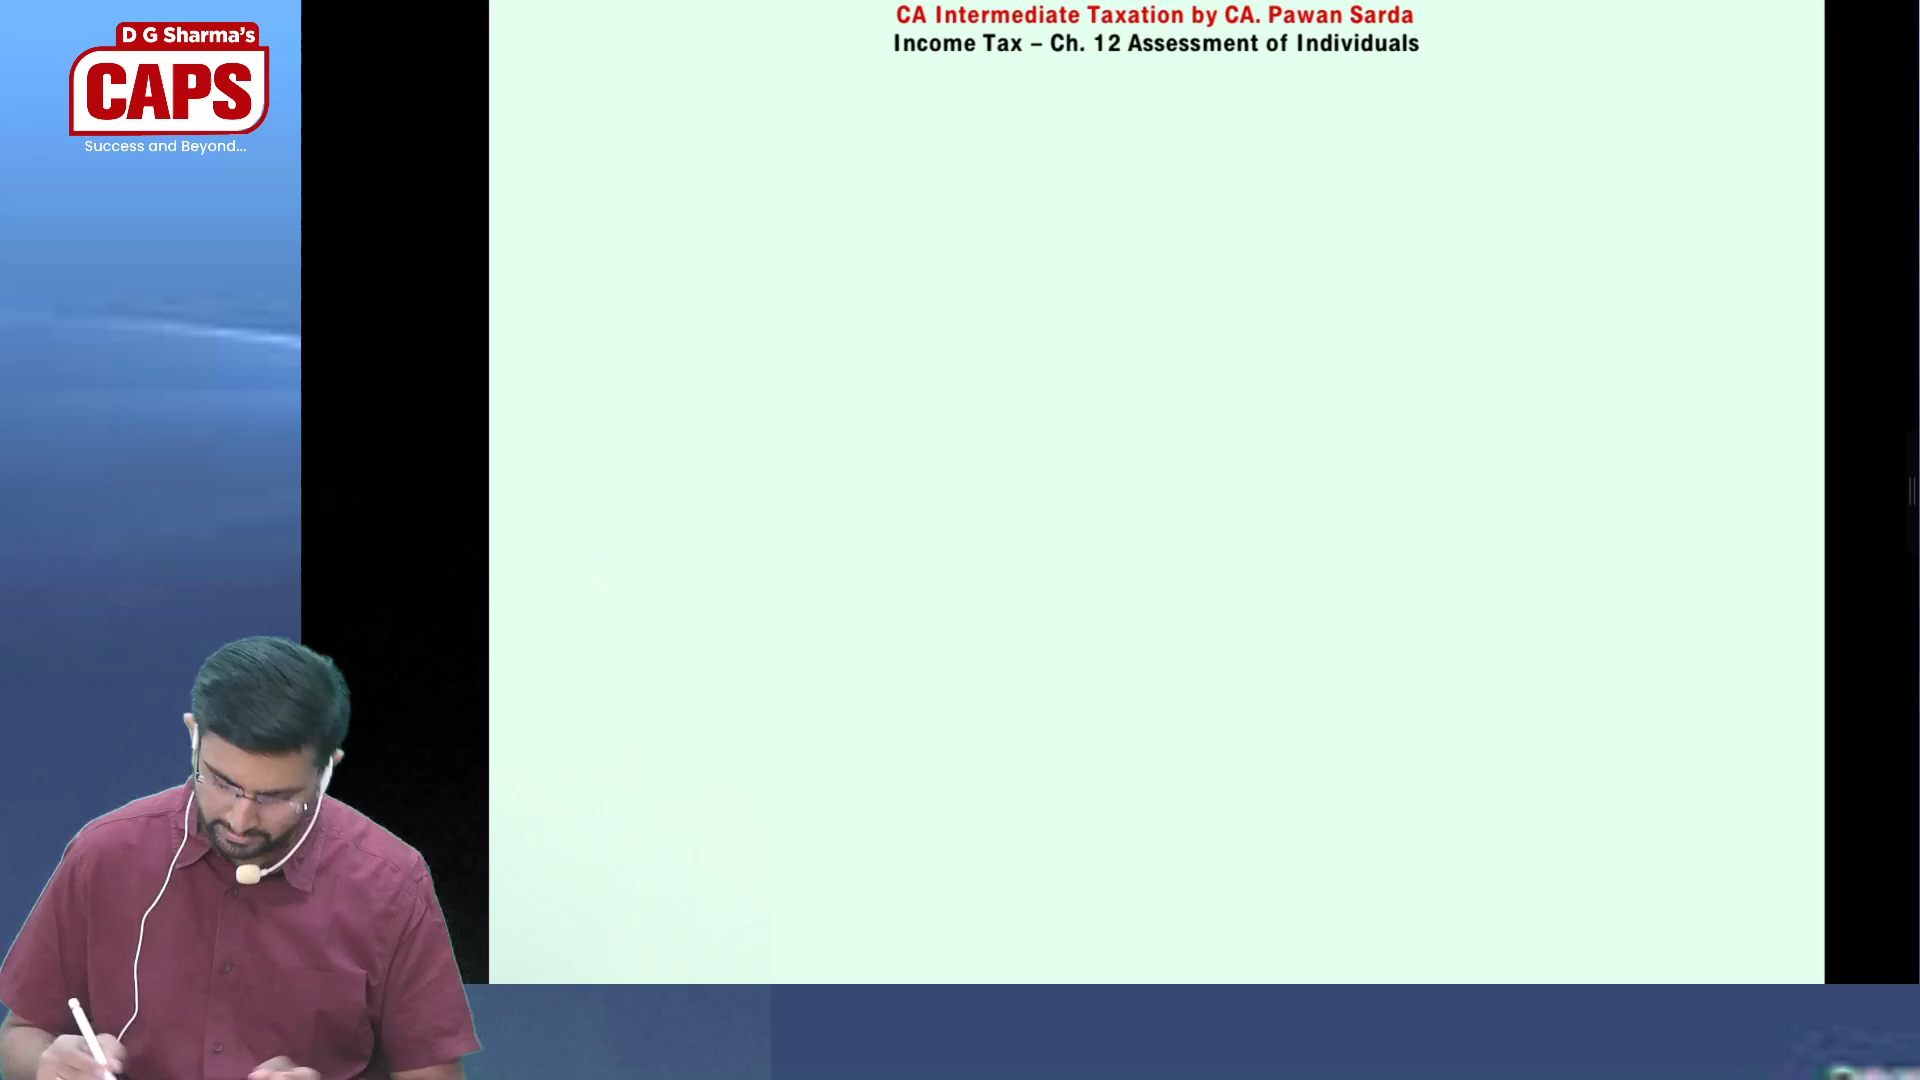 D G Sharma's
CAPS
Success and Beyond...
CA Intermediate Taxation by CA. Pawan Sarda
Income Tax – Ch. 12 Assessment of Individuals